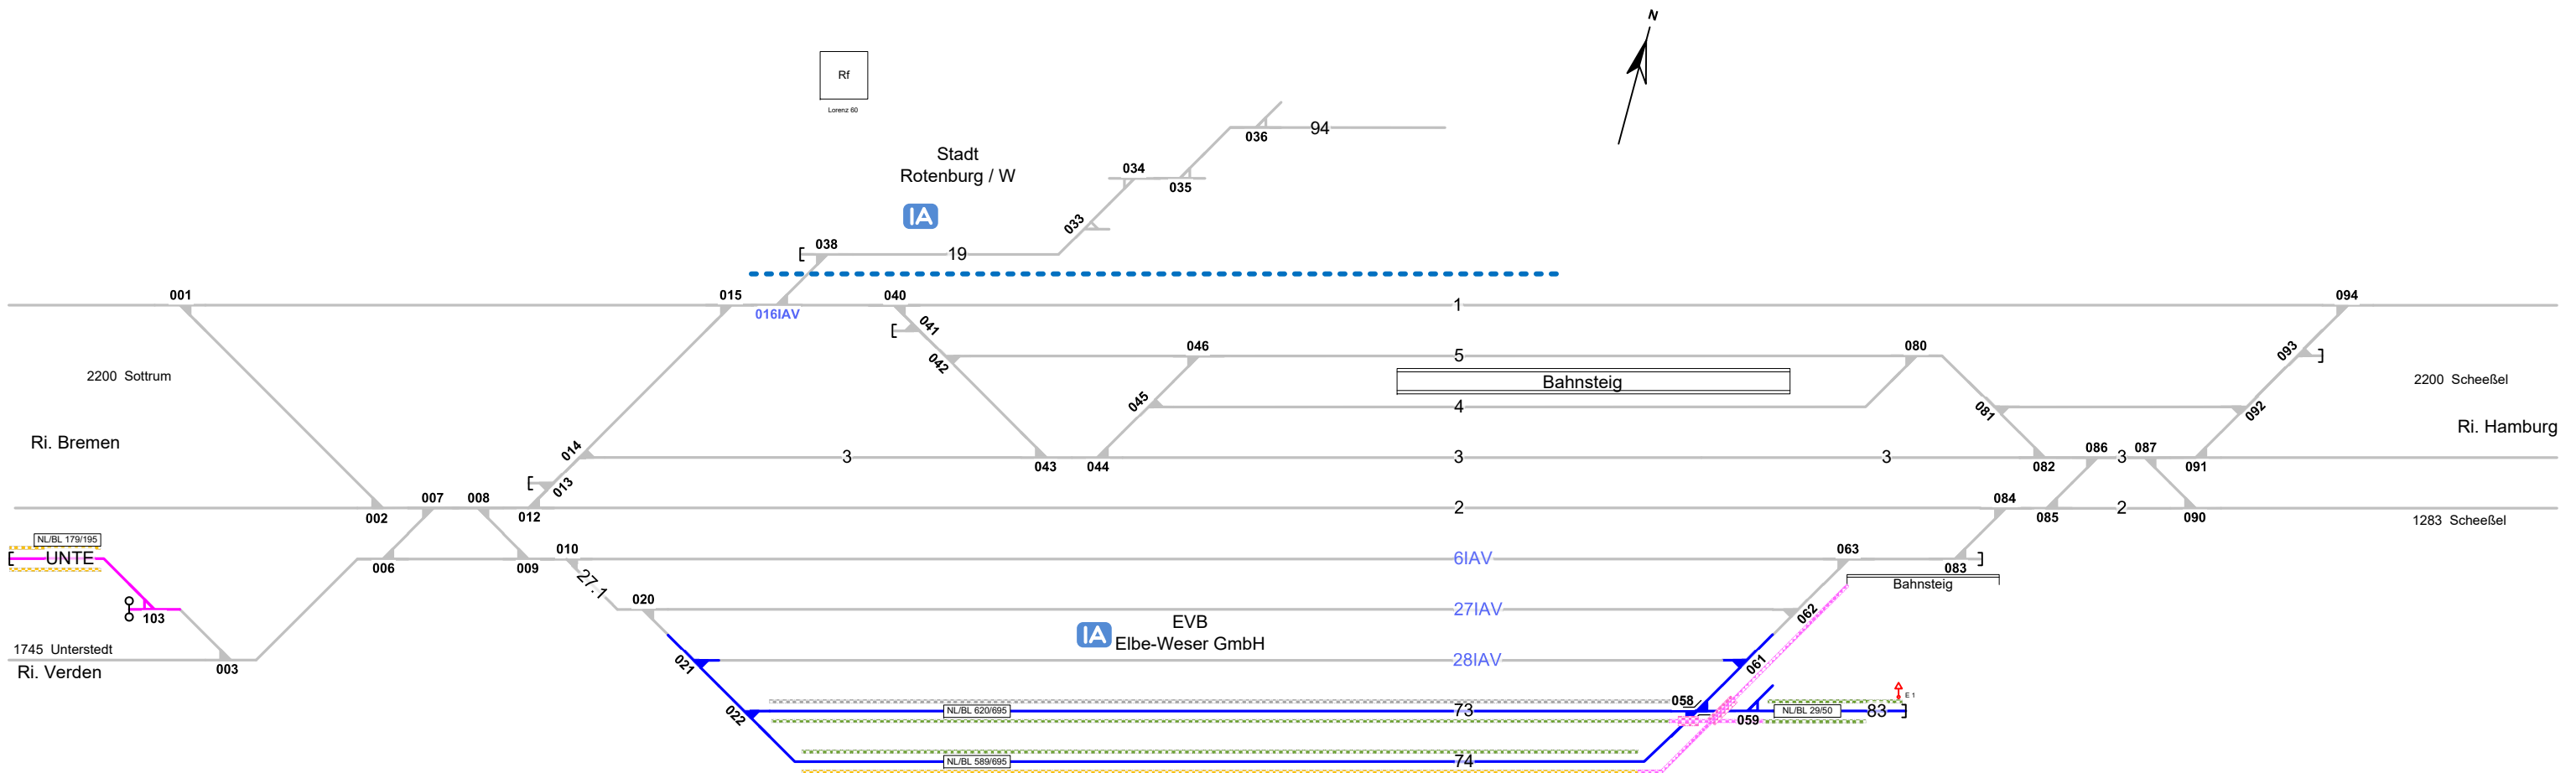 N
Rf
Lorenz 60
036
94
Stadt
Rotenburg / W
034
035
IA
033
038
19
001
015
016IAV
040
1
094
041
042
046
5
080
093
2200 Sottrum
Bahnsteig
2200 Scheeßel
045
4
081
092
Ri. Bremen
Ri. Hamburg
014
3
043
044
3
3
082
086
3
087
091
013
007
008
084
002
012
2
085
2
090
1283 Scheeßel
NL/BL 179/195
UNTE
006
009
010
6IAV
063
083
Bahnsteig
27.1
103
020
27IAV
062
EVB
IA
Elbe-Weser GmbH
1745 Unterstedt
Ri. Verden
003
021
28IAV
061
058
E 1
022
NL/BL 620/695
73
059
NL/BL 29/50
83
NL/BL 589/695
74